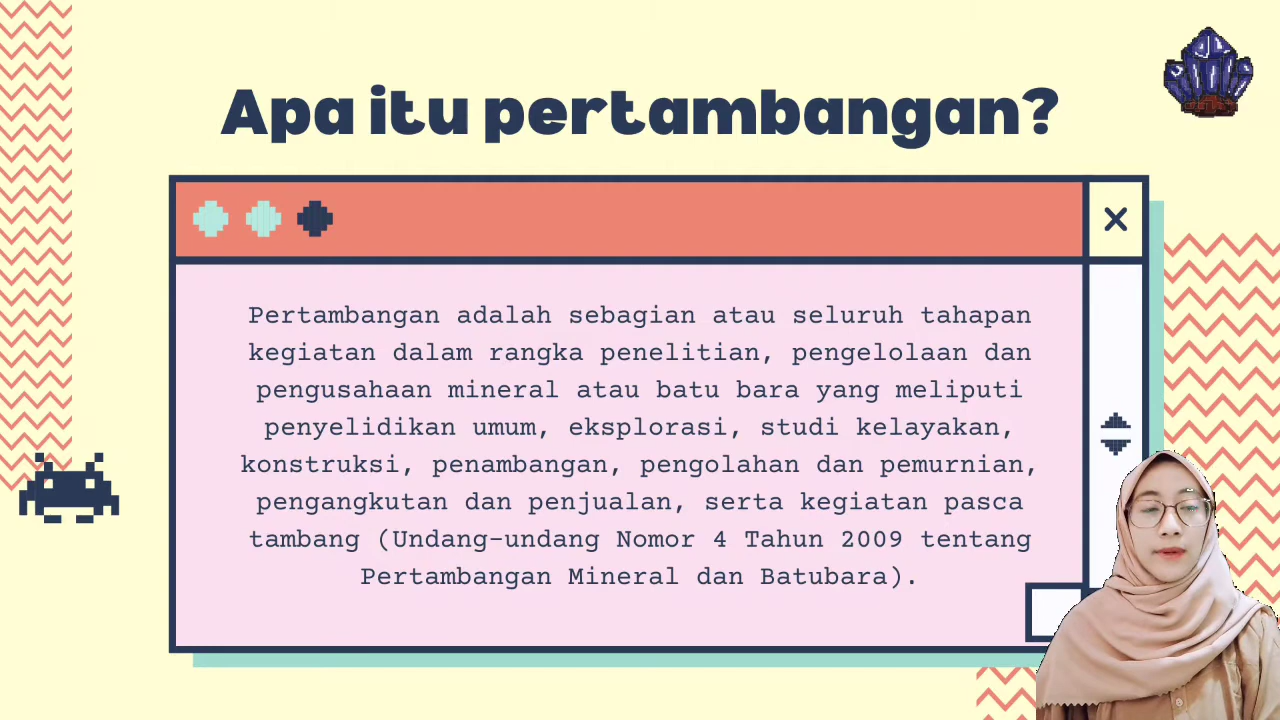 Apa itu pertambangan?
Pertambangan adalah sebagian atau seluruh tahapan
kegiatan dalam rangka penelitian, pengelolaan dan
pengusahaan mineral atau batu bara yang meliputi
penyelidikan umum, eksplorasi, studi kelayakan,
konstruksi, penambangan, pengolahan dan pemurnian,
pengangkutan dan penjualan, serta kegiatan pasca
tambang (Undang-undang Nomor 4 Tahun 2009 tentang
Pertambangan Mineral dan Batubara).